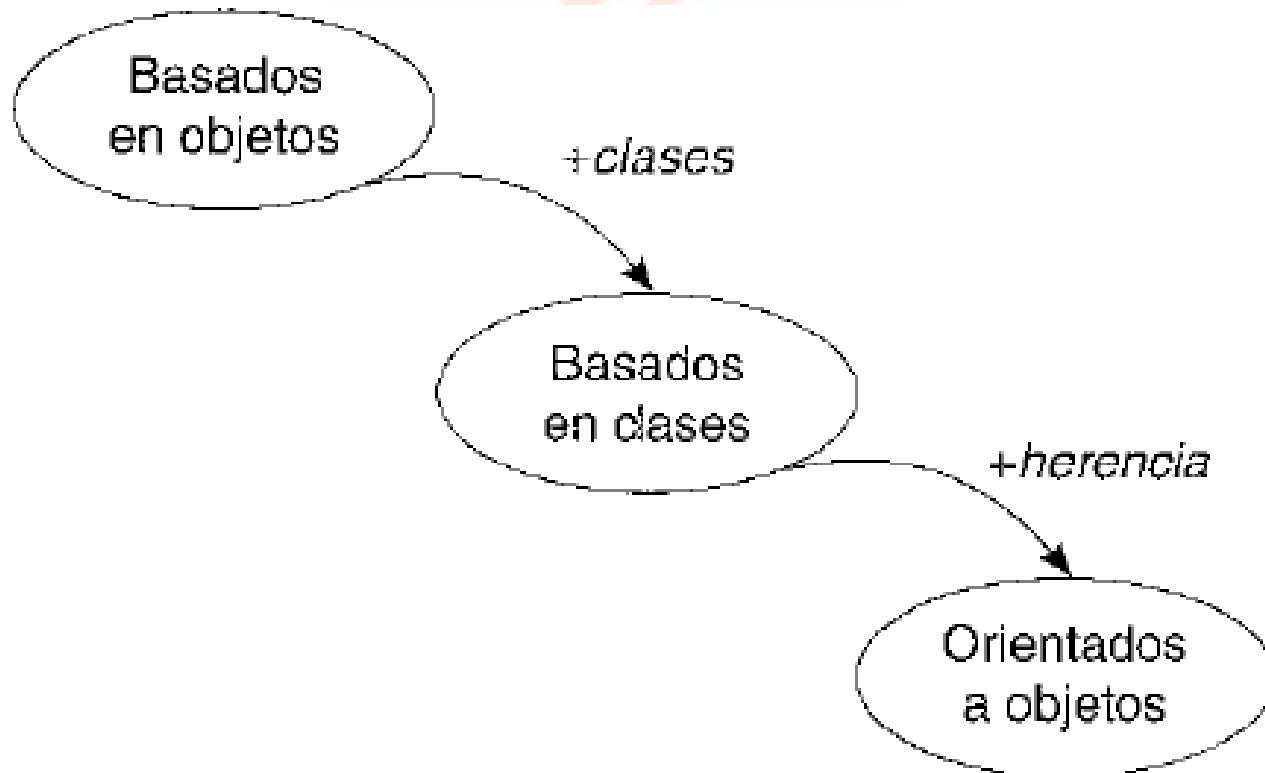 Basados
en objetos
+clases
Basados
en clases
+herencia
Orientados
a objetos